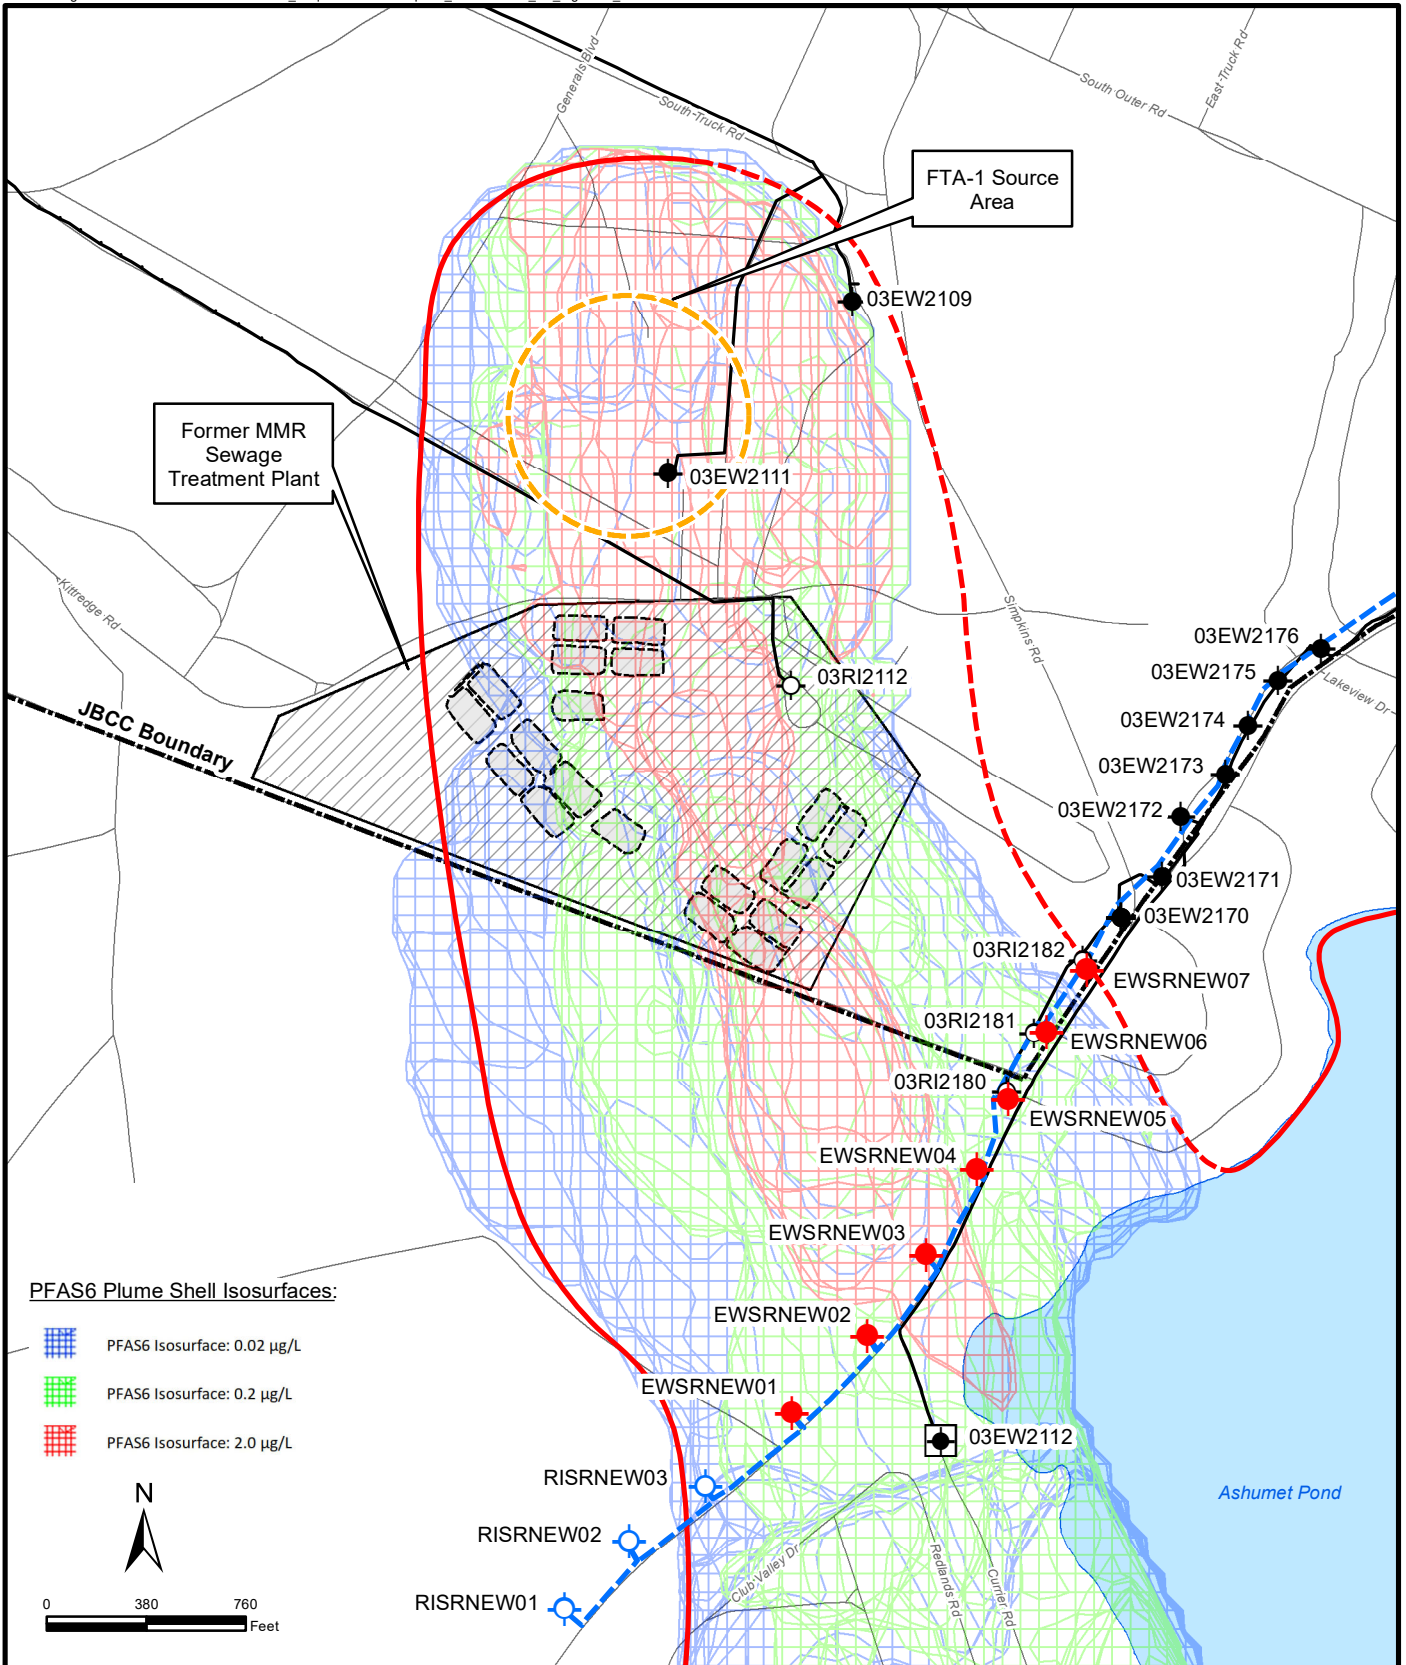 Generals Blvd
South Truck Rd
South Outer Rd
East Truck Rd
FTA-1 Source
Area
03EW2109
Former MMR
Sewage
Treatment Plant
03EW2111
Kittredge Rd
Simpkins Rd
03EW2176
03EW2175
Lakeview Dr
03RI2112
JBCC Boundary
03EW2174
03EW2173
03EW2172
03EW2171
03EW2170
03RI2182
EWSRNEW07
03RI2181
EWSRNEW06
03RI2180
EWSRNEW05
EWSRNEW04
EWSRNEW03
PFAS6 Plume Shell Isosurfaces:
EWSRNEW02
PFAS6 Isosurface: 0.02 µg/L
EWSRNEW01
PFAS6 Isosurface: 0.2 µg/L
PFAS6 Isosurface: 2.0 µg/L
03EW2112
RISRNEW03
N
Ashumet Pond
RISRNEW02
Club Valley Dr
Redlands Rd
Currier Rd
RISRNEW01
0 380 760
Feet